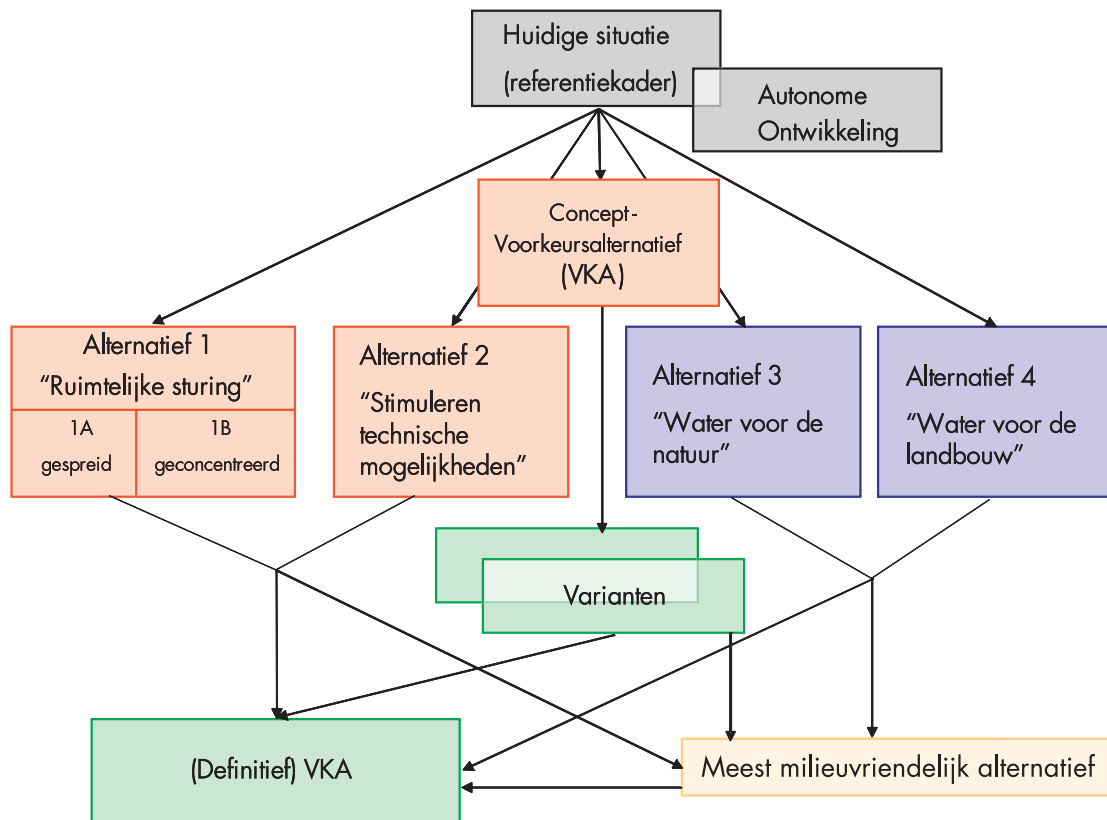 Huidige situatie
(referentiekader)
Autonome
Ontwikkeling
Concept-
Voorkeursalternatief
(VKA)
Alternatief 1
“Ruimtelijke sturing”
1A
gespreid
1B
geconcentreerd
Alternatief 2
“Stimuleren
technische
mogelijkheden”
Alternatief 3
“Water voor de
natuur”
Alternatief 4
“Water voor de
landbouw”
Varianten
(Definitief) VKA
Meest milieuvriendelijk alternatief